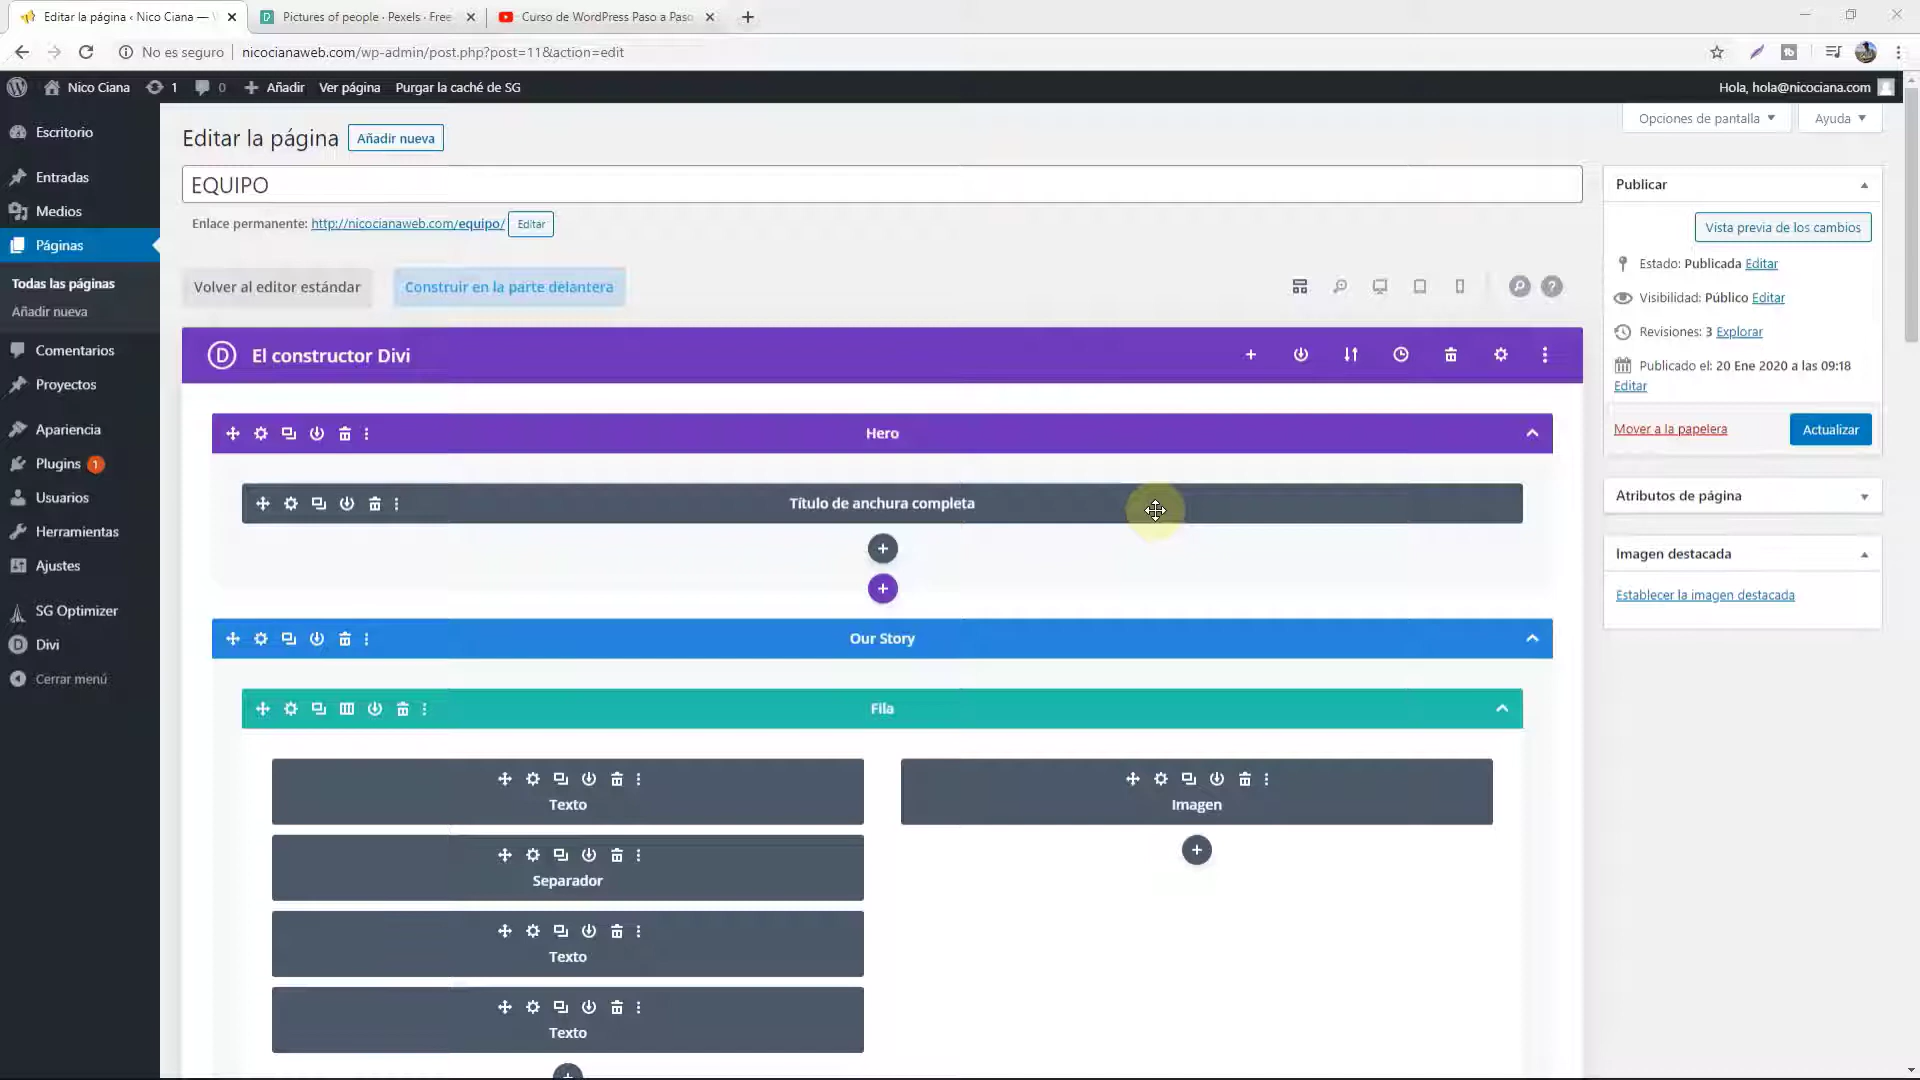 Editar la página ‹ Nico Ciana — W
Pictures of people · Pexels · Free
Curso de WordPress Paso a Paso
No es seguro
nicocianaweb.com/wp-admin/post.php?post=11&action=edit
Nico Ciana
1
0
Añadir
Ver página
Purgar la caché de SG
Hola, hola@nicociana.com
Editar la página
Añadir nueva
Opciones de pantalla
Ayuda
EQUIPO
Enlace permanente: http://nicocianaweb.com/equipo/
Editar
Volver al editor estándar
Construir en la parte delantera
El constructor Divi
Hero
Título de anchura completa
Our Story
Fila
Texto
Separador
Texto
Texto
Imagen
Escritorio
Entradas
Medios
Páginas
Todas las páginas
Añadir nueva
Comentarios
Proyectos
Apariencia
Plugins 1
Usuarios
Herramientas
Ajustes
SG Optimizer
Divi
Cerrar menú
Publicar
Vista previa de los cambios
Estado: Publicada Editar
Visibilidad: Público Editar
Revisiones: 3 Explorar
Publicado el: 20 Ene 2020 a las 09:18
Editar
Mover a la papelera
Actualizar
Atributos de página
Imagen destacada
Establecer la imagen destacada